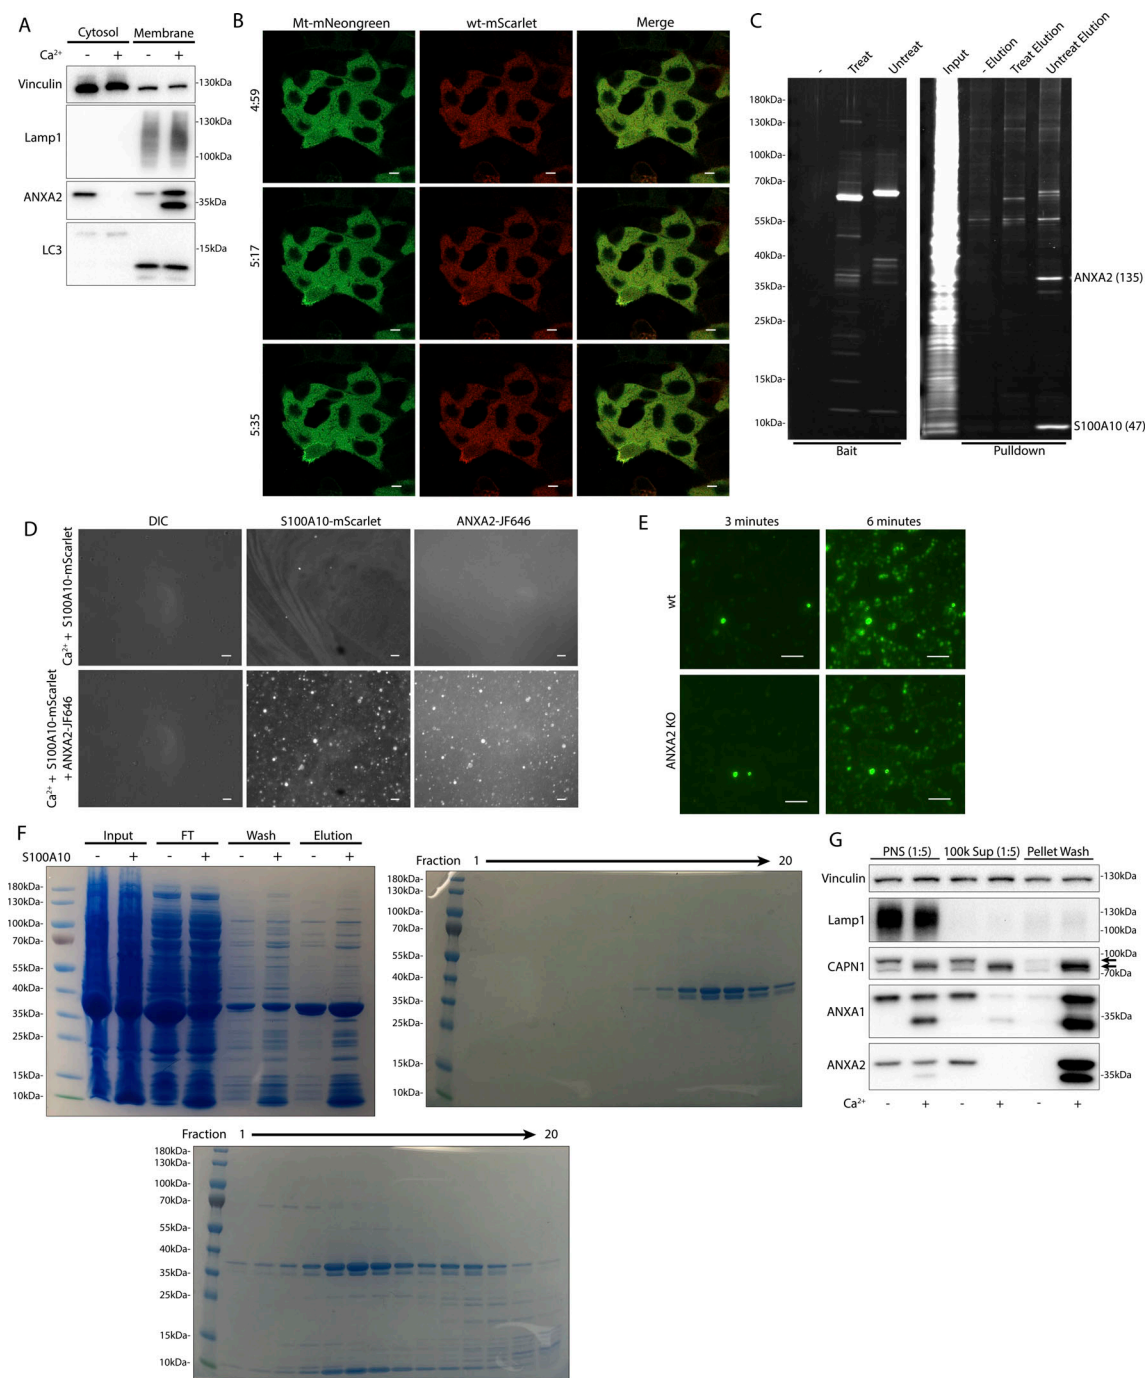 A
Cytosol Membrane
Ca²⁺ - + - +
Vinculin -130kDa
Lamp1 -130kDa
-100kDa
ANXA2 -35kDa
LC3 -15kDa
B
Mt-mNeongreen wt-mScarlet Merge
4:59
5:17
5:35
C
- Treat Untreat Input - Elution Treat Elution Untreat Elution
180kDa-
130kDa-
100kDa-
70kDa-
55kDa-
40kDa-
35kDa-
25kDa-
15kDa-
10kDa-
ANXA2 (135)
S100A10 (47)
Bait Pulldown
D
DIC S100A10-mScarlet ANXA2-JF646
Ca²⁺ + S100A10-mScarlet
Ca²⁺ + S100A10-mScarlet
+ ANXA2-JF646
E
3 minutes 6 minutes
wt
ANXA2 KO
F
Input FT Wash Elution
S100A10 - + - + - + - +
180kDa-
130kDa-
100kDa-
70kDa-
55kDa-
40kDa-
35kDa-
25kDa-
15kDa-
10kDa-
Fraction 1 20
180kDa-
130kDa-
100kDa-
70kDa-
55kDa-
40kDa-
35kDa-
25kDa-
15kDa-
10kDa-
Fraction 1 20
180kDa-
130kDa-
100kDa-
70kDa-
55kDa-
40kDa-
35kDa-
25kDa-
15kDa-
10kDa-
G
PNS (1:5) 100k Sup (1:5) Pellet Wash
Vinculin -130kDa
Lamp1 -130kDa
-100kDa
CAPN1 -100kDa
-70kDa
ANXA1 -35kDa
ANXA2 -35kDa
Ca²⁺ - + - + - +